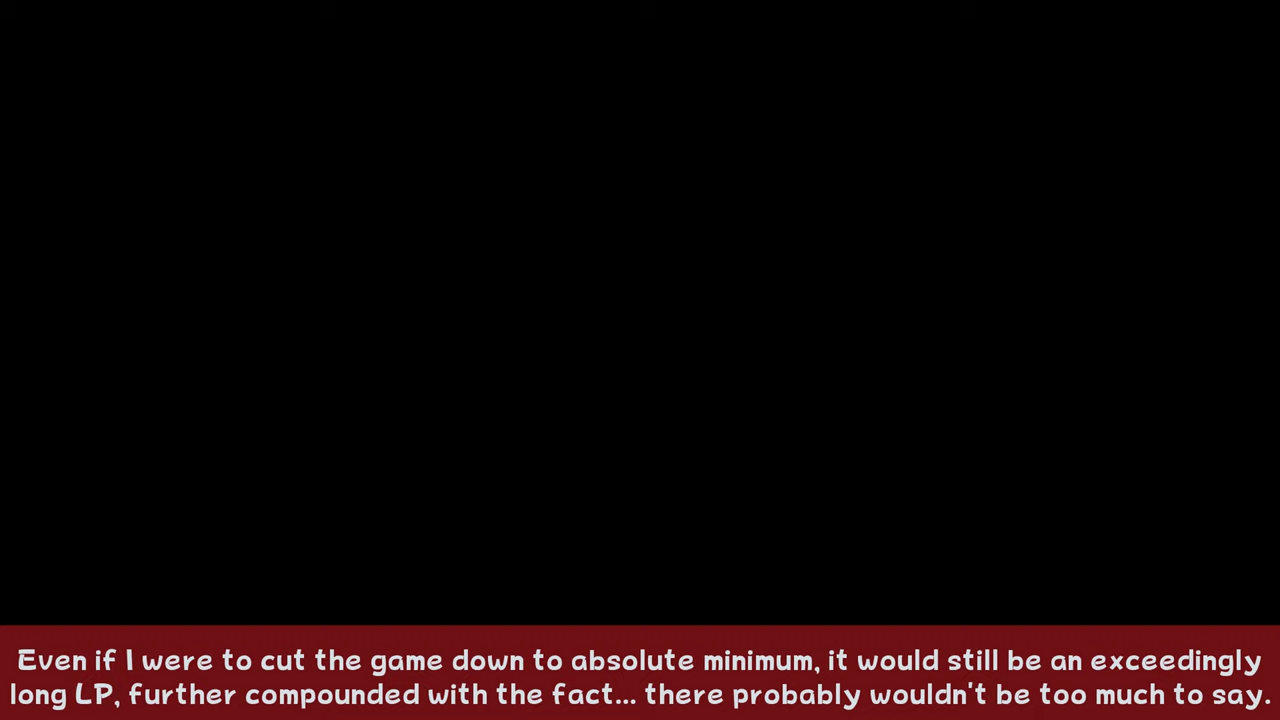 Even if I were to cut the game down to absolute minimum, it would still be an exceedingly
long LP, further compounded with the fact... there probably wouldn't be too much to say.